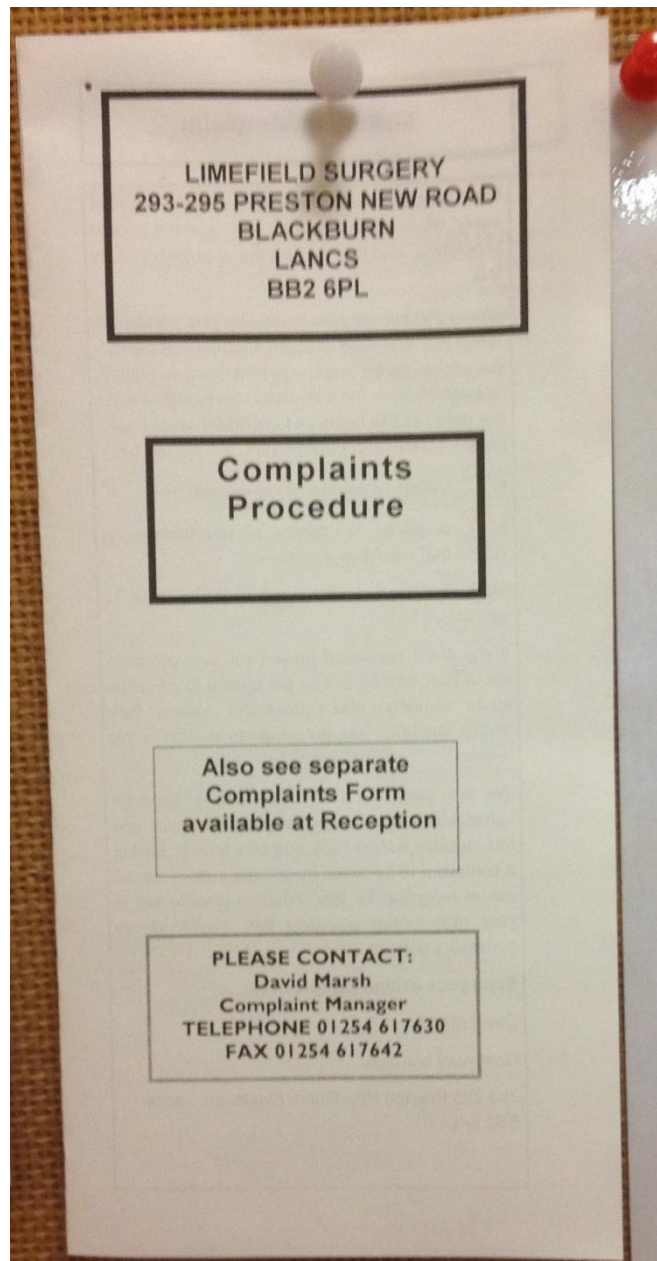 LIMEFIELD SURGERY
293-295 PRESTON NEW ROAD
BLACKBURN
LANCS
BB2 6PL
Complaints
Procedure
Also see separate
Complaints Form
available at Reception
PLEASE CONTACT:
David Marsh
Complaint Manager
TELEPHONE 01254 617630
FAX 01254 617642